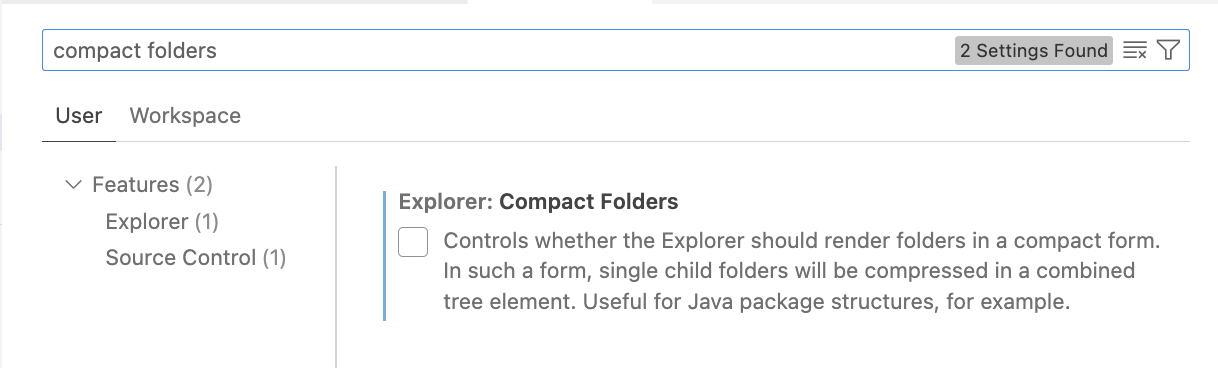 compact folders
2 Settings Found
User
Workspace
Features (2)
Explorer (1)
Source Control (1)
Explorer: Compact Folders
Controls whether the Explorer should render folders in a compact form.
In such a form, single child folders will be compressed in a combined
tree element. Useful for Java package structures, for example.